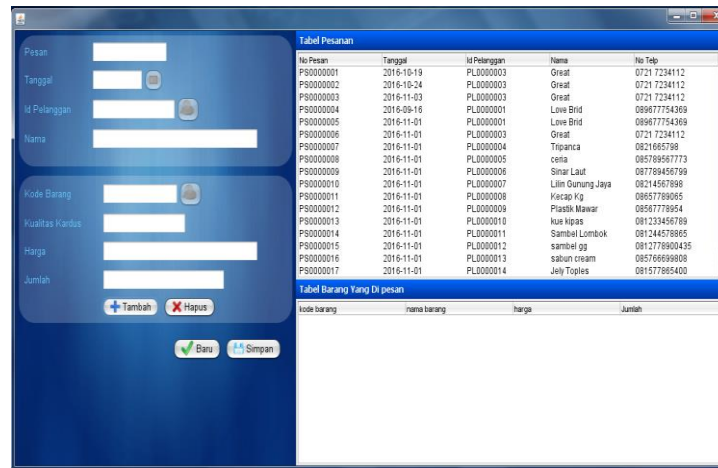 Pesan
Tanggal
Id Pelanggan
Nama
Kode Barang
Kualitas Kardus
Harga
Jumlah
Tambah Hapus
Baru Simpan
Tabel Pesanan
No Pesan Tanggal Id Pelanggan Nama No Telp
PS0000001 2016-10-19 PL0000003 Great 0721 7234112
PS0000002 2016-10-24 PL0000003 Great 0721 7234112
PS0000003 2016-11-03 PL0000003 Great 0721 7234112
PS0000004 2016-09-16 PL0000001 Love Brid 089677754369
PS0000005 2016-11-01 PL0000001 Love Brid 089677754369
PS0000006 2016-11-01 PL0000003 Great 0721 7234112
PS0000007 2016-11-01 PL0000004 Tripanca 0821665798
PS0000008 2016-11-01 PL0000005 ceria 085789567773
PS0000009 2016-11-01 PL0000006 Sinar Laut 087789456799
PS0000010 2016-11-01 PL0000007 Lilin Gunung Jaya 08214567898
PS0000011 2016-11-01 PL0000008 Kecap Kg 08657789065
PS0000012 2016-11-01 PL0000009 Plastik Mawar 08567778954
PS0000013 2016-11-01 PL0000010 kue kipas 081233456789
PS0000014 2016-11-01 PL0000011 Sambel Lombok 081244578865
PS0000015 2016-11-01 PL0000012 sambel gg 0812778900435
PS0000016 2016-11-01 PL0000013 sabun cream 085766699808
PS0000017 2016-11-01 PL0000014 Jely Toples 081577865400
Tabel Barang Yang Di pesan
kode barang nama barang harga Jumlah